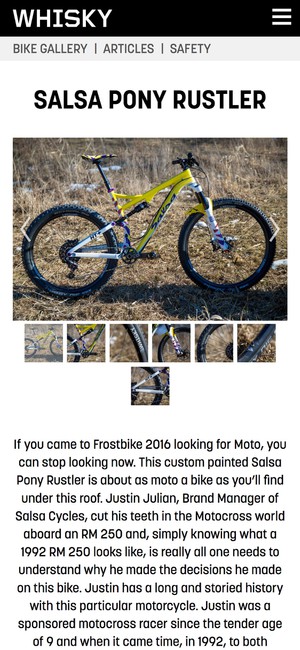 WHISKY
BIKE GALLERY | ARTICLES | SAFETY
SALSA PONY RUSTLER
If you came to Frostbike 2016 looking for Moto, you
can stop looking now. This custom painted Salsa
Pony Rustler is about as moto a bike as you’ll find
under this roof. Justin Julian, Brand Manager of
Salsa Cycles, cut his teeth in the Motocross world
aboard an RM 250 and, simply knowing what a
1992 RM 250 looks like, is really all one needs to
understand why he made the decisions he made
on this bike. Justin has a long and storied history
with this particular motorcycle. Justin was a
sponsored motocross racer since the tender age
of 9 and when it came time, in 1992, to both